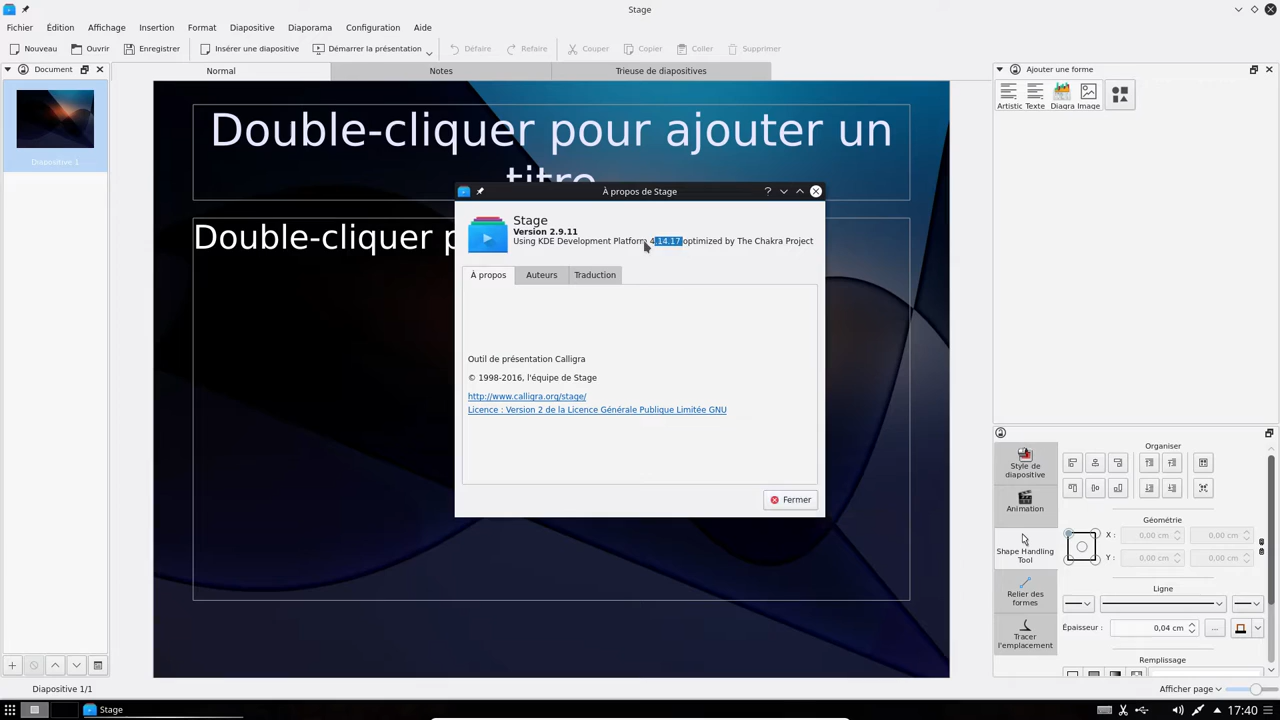 Stage
Fichier Édition Affichage Insertion Format Diapositive Diaporama Configuration Aide
Nouveau Ouvrir Enregistrer Insérer une diapositive Démarrer la présentation Défaire Refaire Couper Copier Coller Supprimer
Document
Diapositive 1
Normal Notes Trieuse de diapositives
Double-cliquer pour ajouter un
titre
Double-cliquer p
À propos de Stage
Stage
Version 2.9.11
Using KDE Development Platform 4.14.17 optimized by The Chakra Project
À propos Auteurs Traduction
Outil de présentation Calligra
© 1998-2016, l'équipe de Stage
http://www.calligra.org/stage/
Licence : Version 2 de la Licence Générale Publique Limitée GNU
Fermer
Ajouter une forme
Artistic Texte Diagra Image
Style de
diapositive
Animation
Shape Handling
Tool
Relier des
formes
Tracer
l'emplacement
Organiser
Géométrie
X : 0,00 cm 0,00 cm
Y : 0,00 cm 0,00 cm
Ligne
Épaisseur : 0,04 cm ...
Remplissage
Diapositive 1/1
Afficher page
Stage
17:40